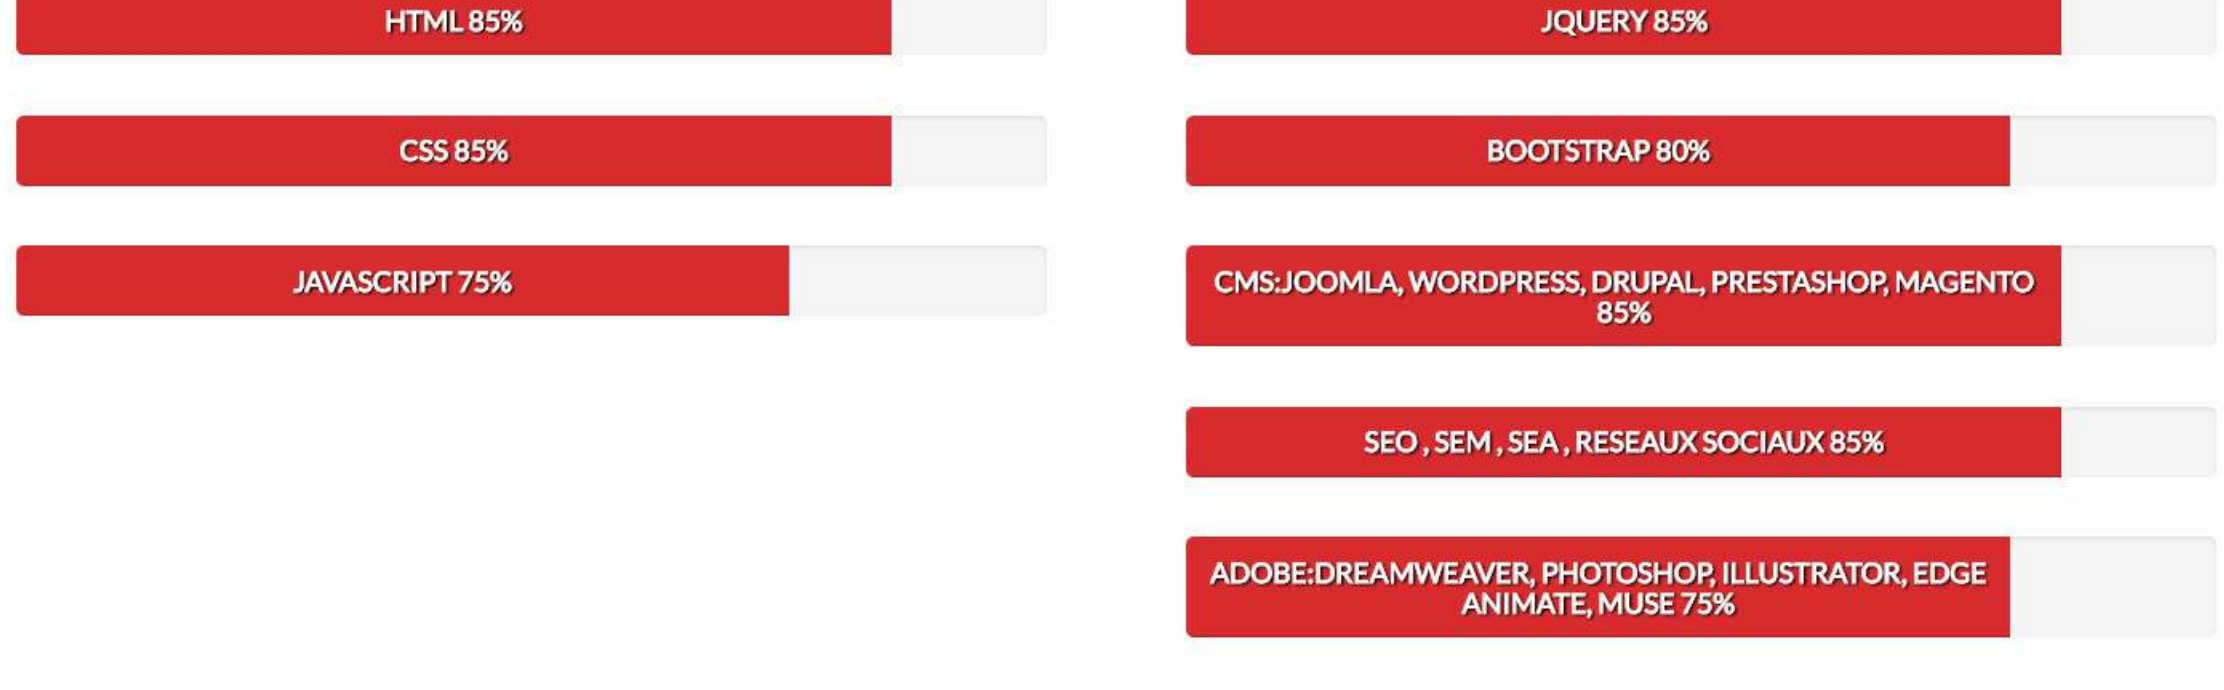 HTML 85%
CSS 85%
JAVASCRIPT 75%
JQUERY 85%
BOOTSTRAP 80%
CMS:JOOMLA, WORDPRESS, DRUPAL, PRESTASHOP, MAGENTO
85%
SEO , SEM , SEA , RESEAUX SOCIAUX 85%
ADOBE:DREAMWEAVER, PHOTOSHOP, ILLUSTRATOR, EDGE
ANIMATE, MUSE 75%